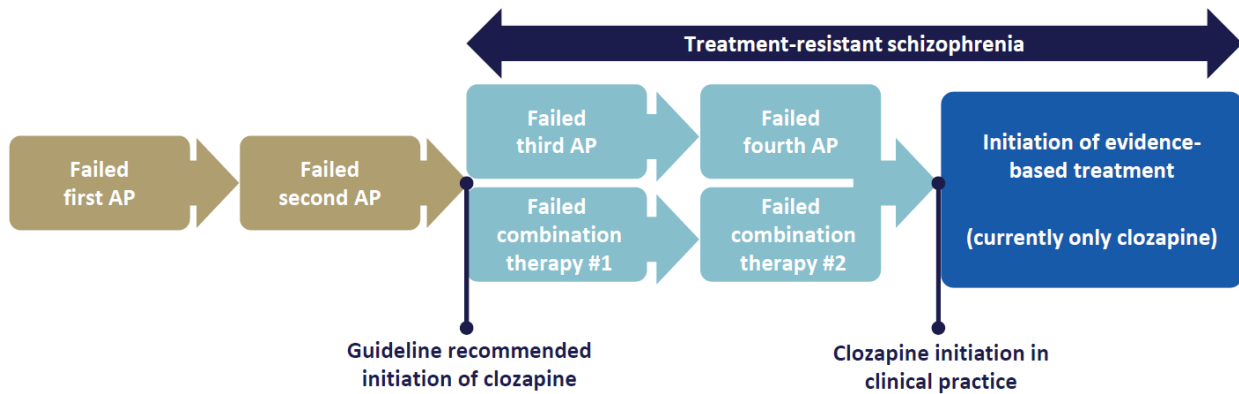 Treatment-resistant schizophrenia
Failed
first AP
Failed
second AP
Failed
third AP
Failed
fourth AP
Failed
combination
therapy #1
Failed
combination
therapy #2
Initiation of evidence-
based treatment
(currently only clozapine)
Guideline recommended
initiation of clozapine
Clozapine initiation in
clinical practice